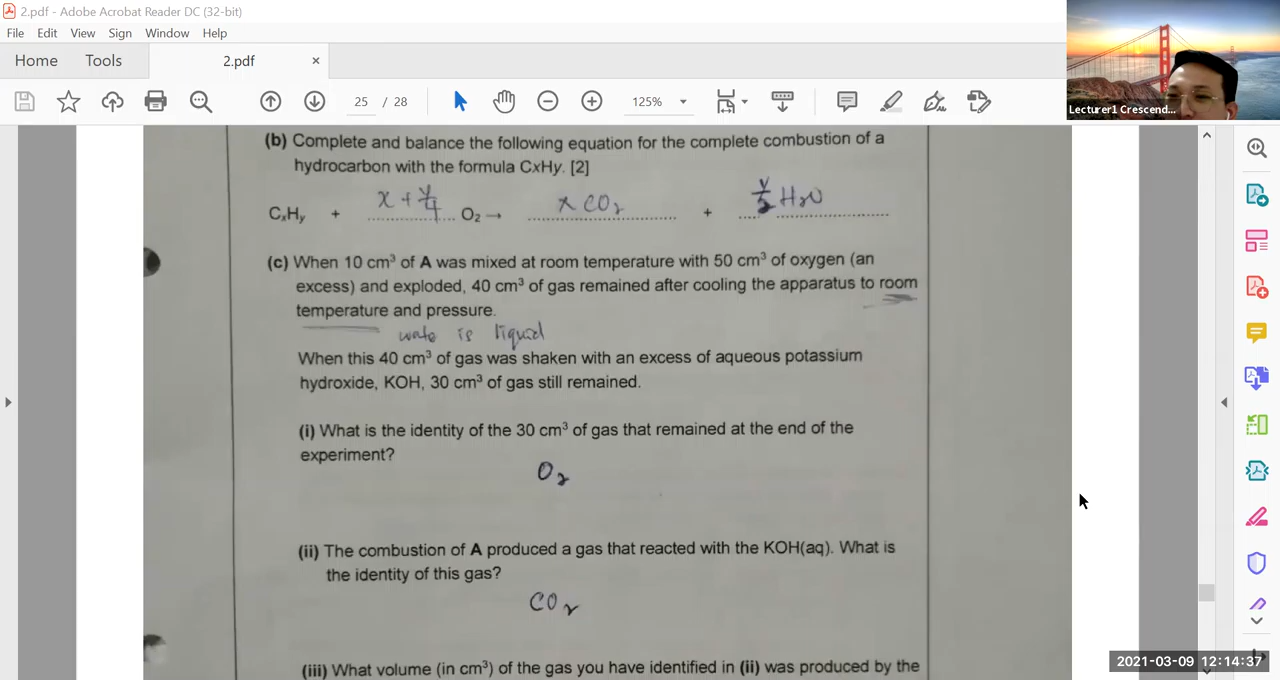 2.pdf - Adobe Acrobat Reader DC (32-bit)
File Edit View Sign Window Help
Home Tools 2.pdf ×
25 / 28 125%
Lecturer1 Crescend...
(b) Complete and balance the following equation for the complete combustion of a
hydrocarbon with the formula CxHy. [2]
CxHy + x + y/4 O₂ → x CO₂ + y/2 H₂O
(c) When 10 cm³ of A was mixed at room temperature with 50 cm³ of oxygen (an
excess) and exploded, 40 cm³ of gas remained after cooling the apparatus to room
temperature and pressure.
wate is liquid
When this 40 cm³ of gas was shaken with an excess of aqueous potassium
hydroxide, KOH, 30 cm³ of gas still remained.
(i) What is the identity of the 30 cm³ of gas that remained at the end of the
experiment?
O₂
(ii) The combustion of A produced a gas that reacted with the KOH(aq). What is
the identity of this gas?
CO₂
(iii) What volume (in cm³) of the gas you have identified in (ii) was produced by the
2021-03-09 12:14:37